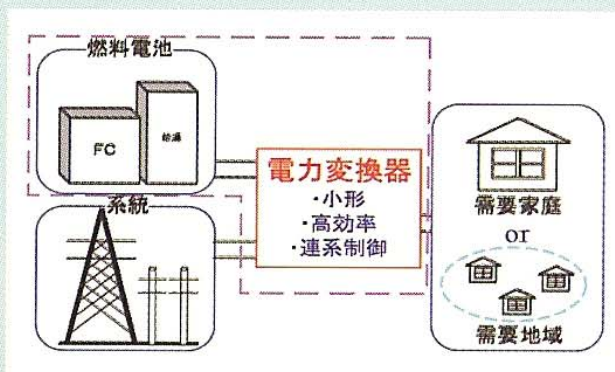 燃料電池
FC
給湯
系統
電力変換器
・小形
・高効率
・連系制御
需要家庭
or
需要地域